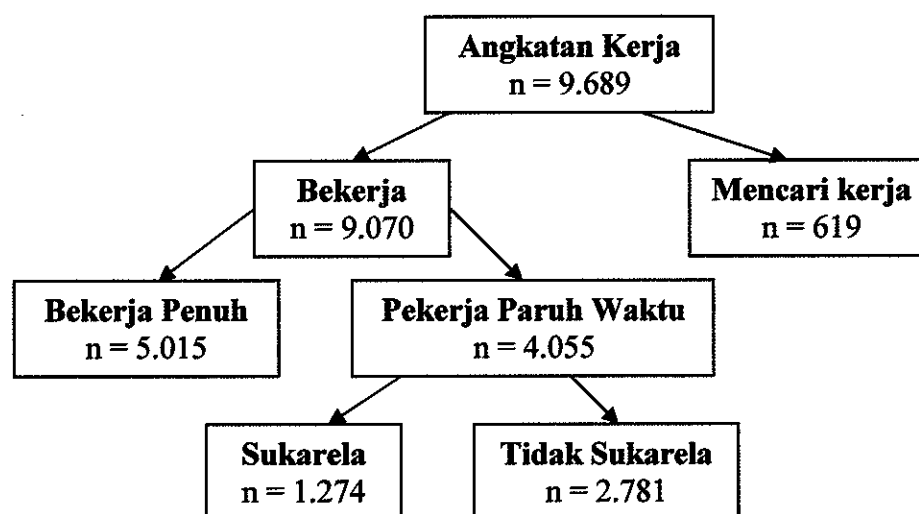 Angkatan Kerja
n = 9.689
Bekerja
n = 9.070
Mencari kerja
n = 619
Bekerja Penuh
n = 5.015
Pekerja Paruh Waktu
n = 4.055
Sukarela
n = 1.274
Tidak Sukarela
n = 2.781